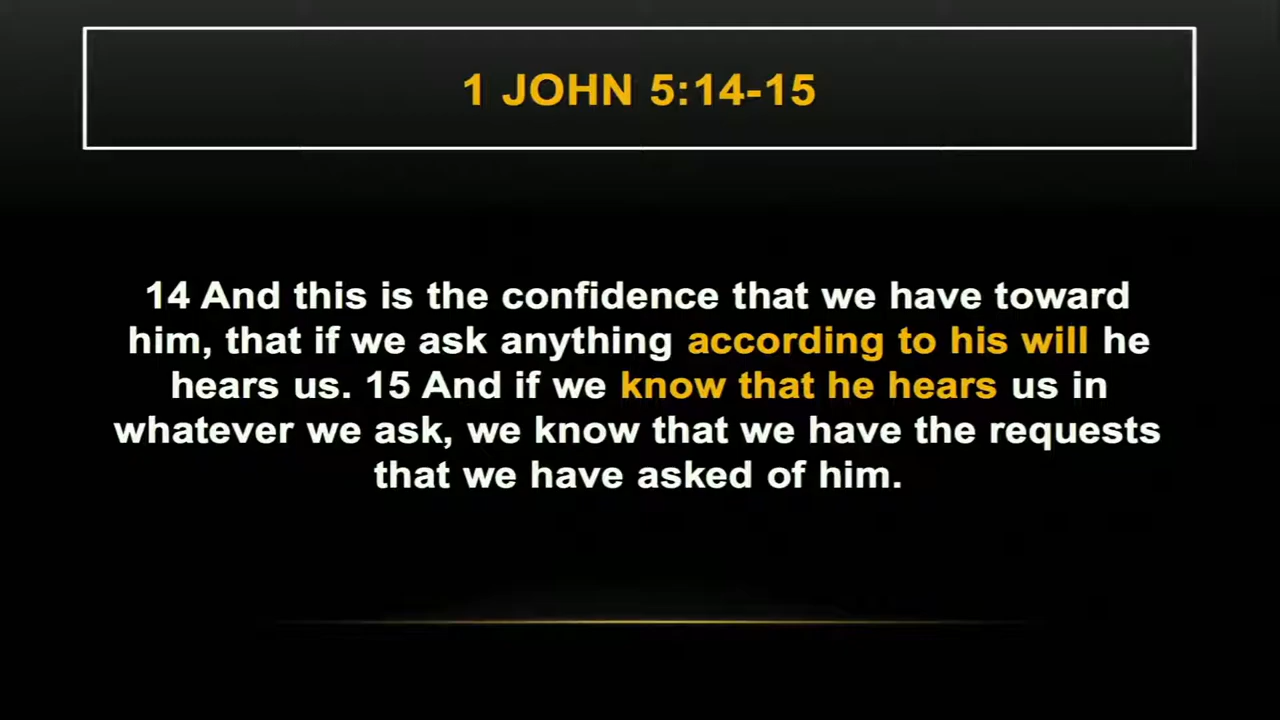 1 JOHN 5:14-15
14 And this is the confidence that we have toward
him, that if we ask anything according to his will he
hears us. 15 And if we know that he hears us in
whatever we ask, we know that we have the requests
that we have asked of him.